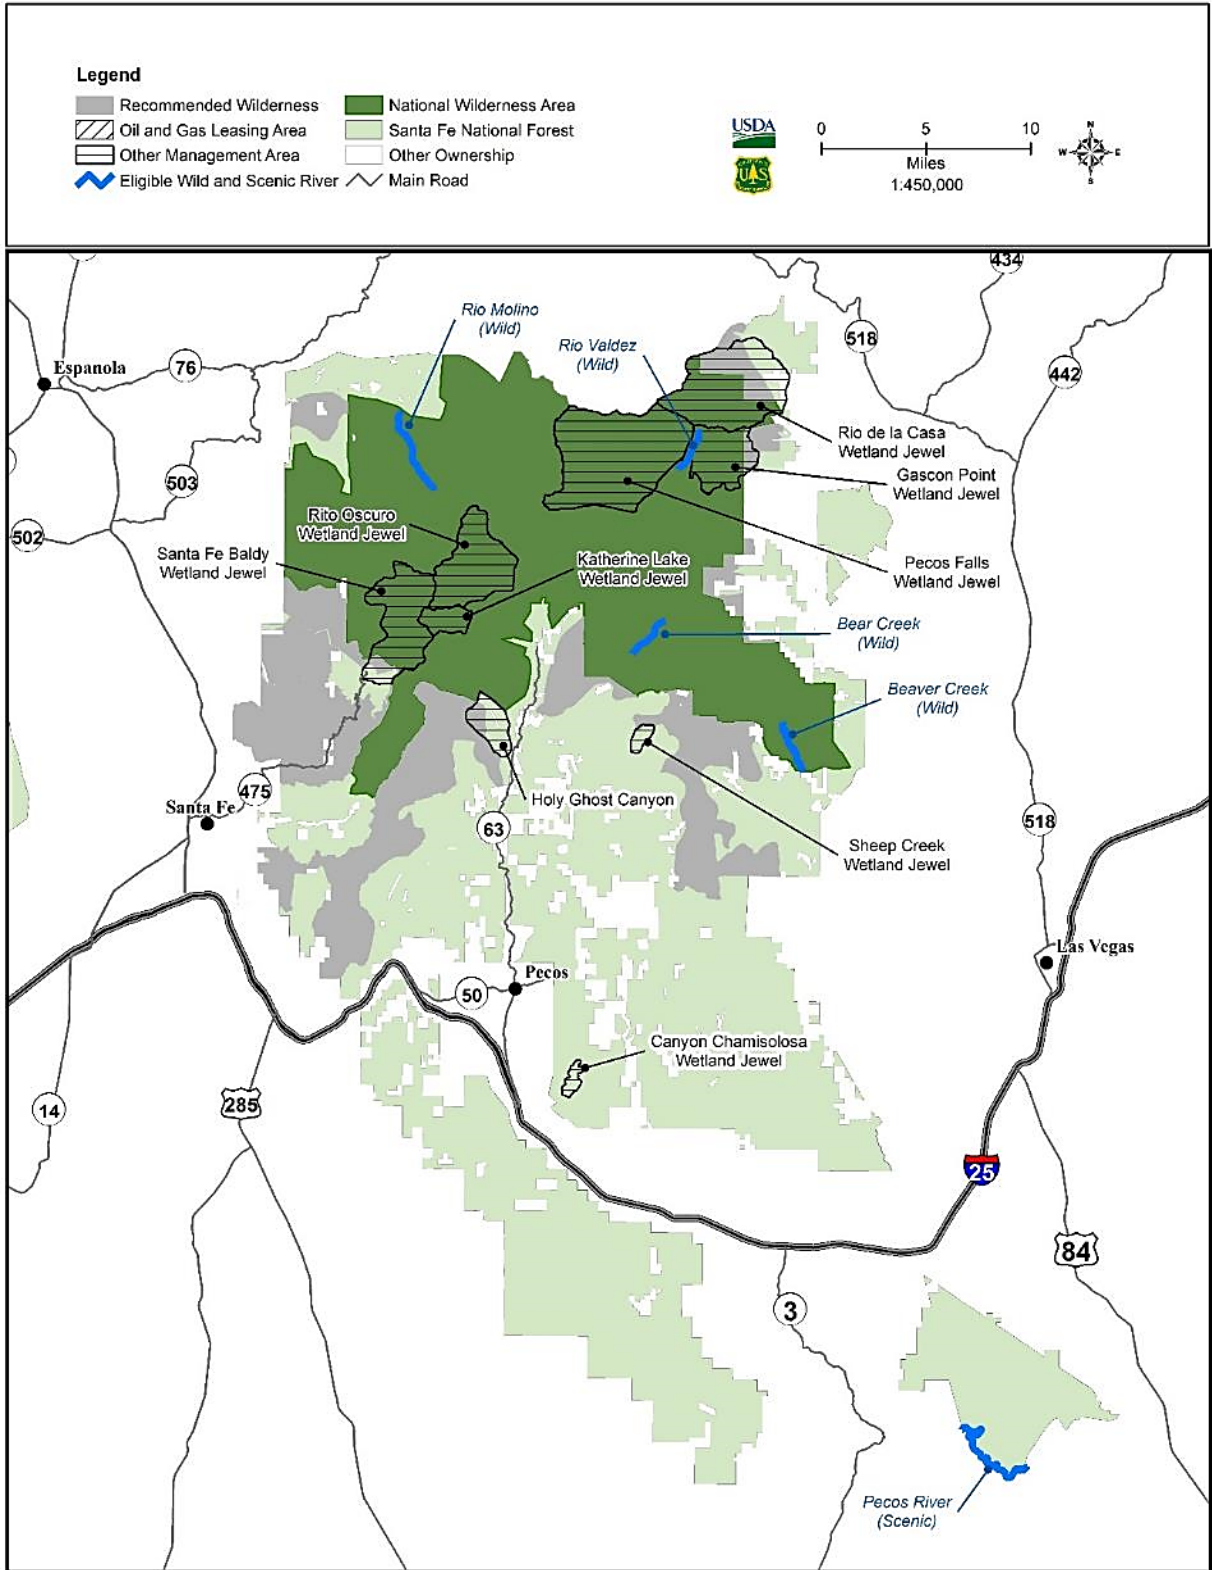 Legend
Recommended Wilderness
National Wilderness Area
Oil and Gas Leasing Area
Santa Fe National Forest
Other Management Area
Other Ownership
Eligible Wild and Scenic River
Main Road
USDA
UAS
0 5 10
Miles
1:450,000
N
W E
S
434
Rio Molino
(Wild)
518
Rio Valdez
(Wild)
Espanola
76
442
Rio de la Casa
Wetland Jewel
503
Gascon Point
Wetland Jewel
Rito Oscuro
Wetland Jewel
502
Santa Fe Baldy
Wetland Jewel
Katherine Lake
Wetland Jewel
Pecos Falls
Wetland Jewel
Bear Creek
(Wild)
Beaver Creek
(Wild)
475
Holy Ghost Canyon
Santa Fe
63
518
Sheep Creek
Wetland Jewel
Las Vegas
Pecos
50
Canyon Chamisolosa
Wetland Jewel
14
285
25
84
3
Pecos River
(Scenic)